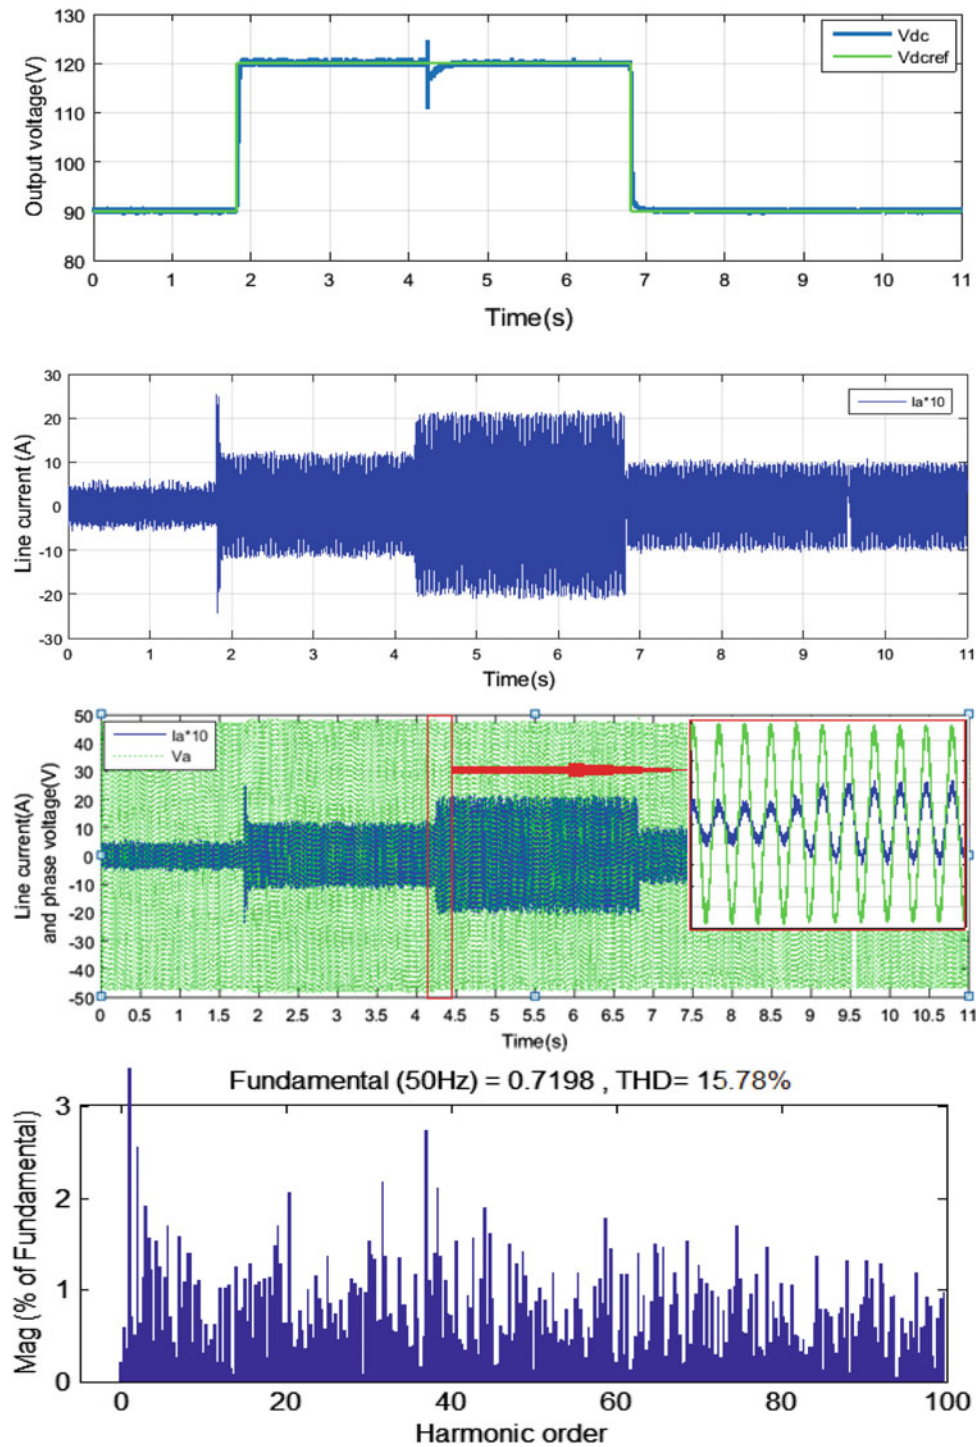 130
120
110
100
90
80
Output voltage(V)
Vdc
Vdcref
0 1 2 3 4 5 6 7 8 9 10 11
Time(s)
30
20
10
0
-10
-20
-30
Line current (A)
Ia*10
0 1 2 3 4 5 6 7 8 9 10 11
Time(s)
50
40
30
20
10
0
-10
-20
-30
-40
-50
Line current(A)
and phase voltage(V)
Ia*10
Va
0 0.5 1 1.5 2 2.5 3 3.5 4 4.5 5 5.5 6 6.5 7 7.5 8 8.5 9 9.5 10 10.5 11
Time(s)
Fundamental (50Hz) = 0.7198 , THD= 15.78%
3
2
1
0
Mag (% of Fundamental)
0 20 40 60 80 100
Harmonic order